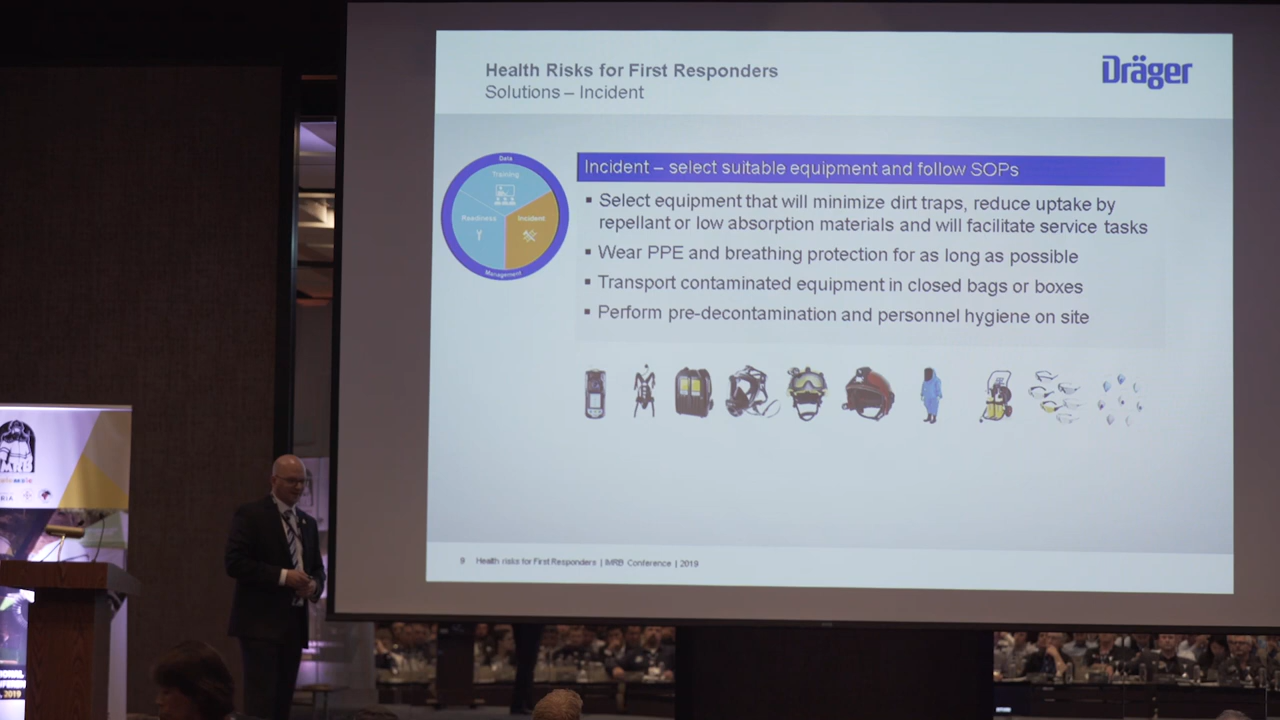 Health Risks for First Responders
Solutions – Incident
Dräger
Data
Training
Readiness
Incident
Management
Incident – select suitable equipment and follow SOPs
▪ Select equipment that will minimize dirt traps, reduce uptake by
repellant or low absorption materials and will facilitate service tasks
▪ Wear PPE and breathing protection for as long as possible
▪ Transport contaminated equipment in closed bags or boxes
▪ Perform pre-decontamination and personnel hygiene on site
9 Health risks for First Responders | IMRB Conference | 2019
2019